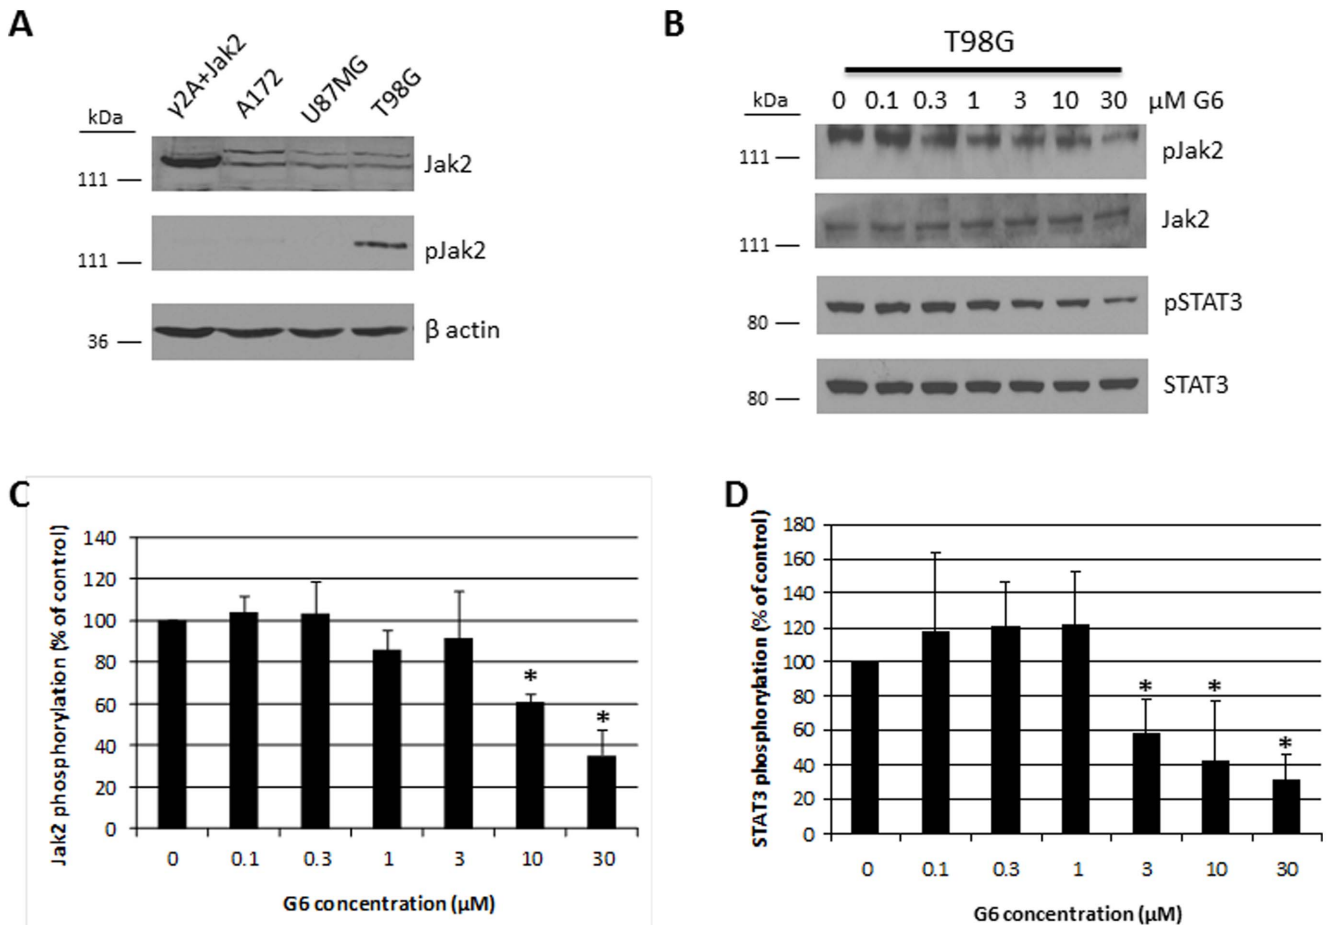 A
γ2A+Jak2 A172 U87MG T98G
kDa
Jak2
111
pJak2
111
β actin
36
B
T98G
kDa 0 0.1 0.3 1 3 10 30 μM G6
pJak2
111
Jak2
111
pSTAT3
80
STAT3
80
C
Jak2 phosphorylation (% of control)
140
120
100
80
60
40
20
0
*
*
0 0.1 0.3 1 3 10 30
G6 concentration (μM)
D
STAT3 phosphorylation (% of control)
180
160
140
120
100
80
60
40
20
0
* *
*
0 0.1 0.3 1 3 10 30
G6 concentration (μM)